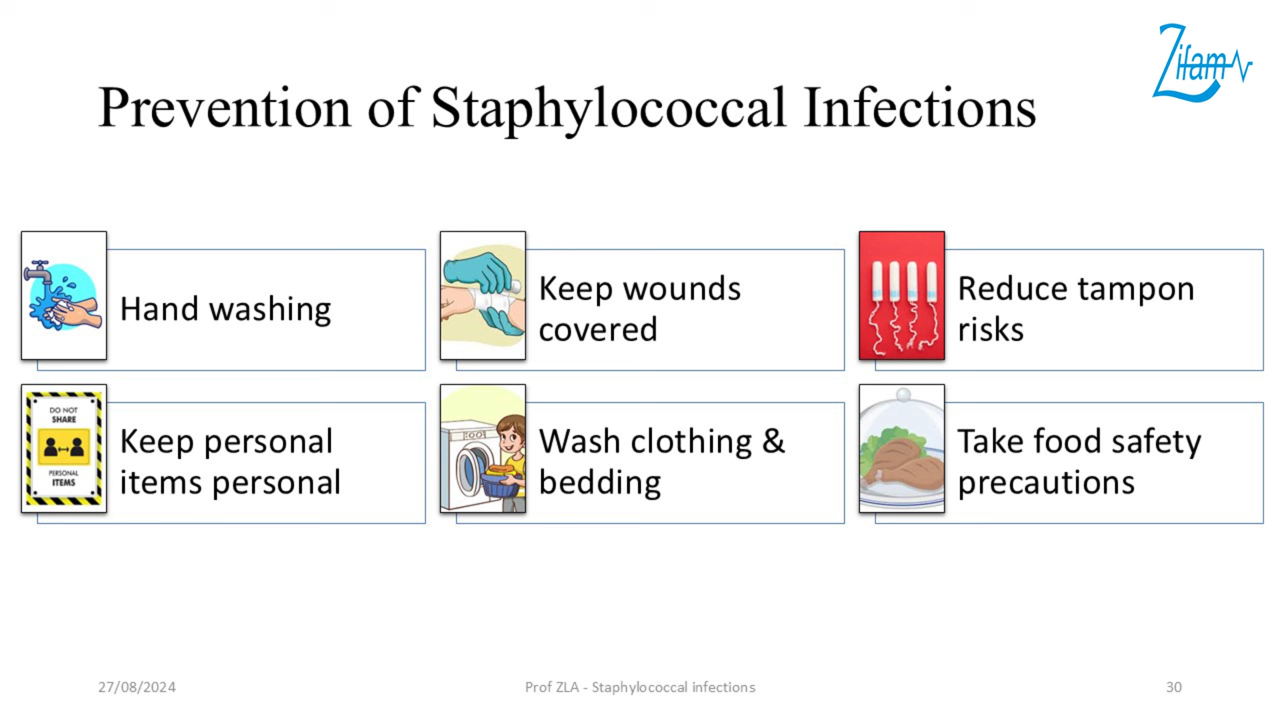 Zifam
Prevention of Staphylococcal Infections
Hand washing
Keep wounds
covered
Reduce tampon
risks
DO NOT
SHARE
PERSONAL
ITEMS
Keep personal
items personal
Wash clothing &
bedding
Take food safety
precautions
27/08/2024
Prof ZLA - Staphylococcal infections
30